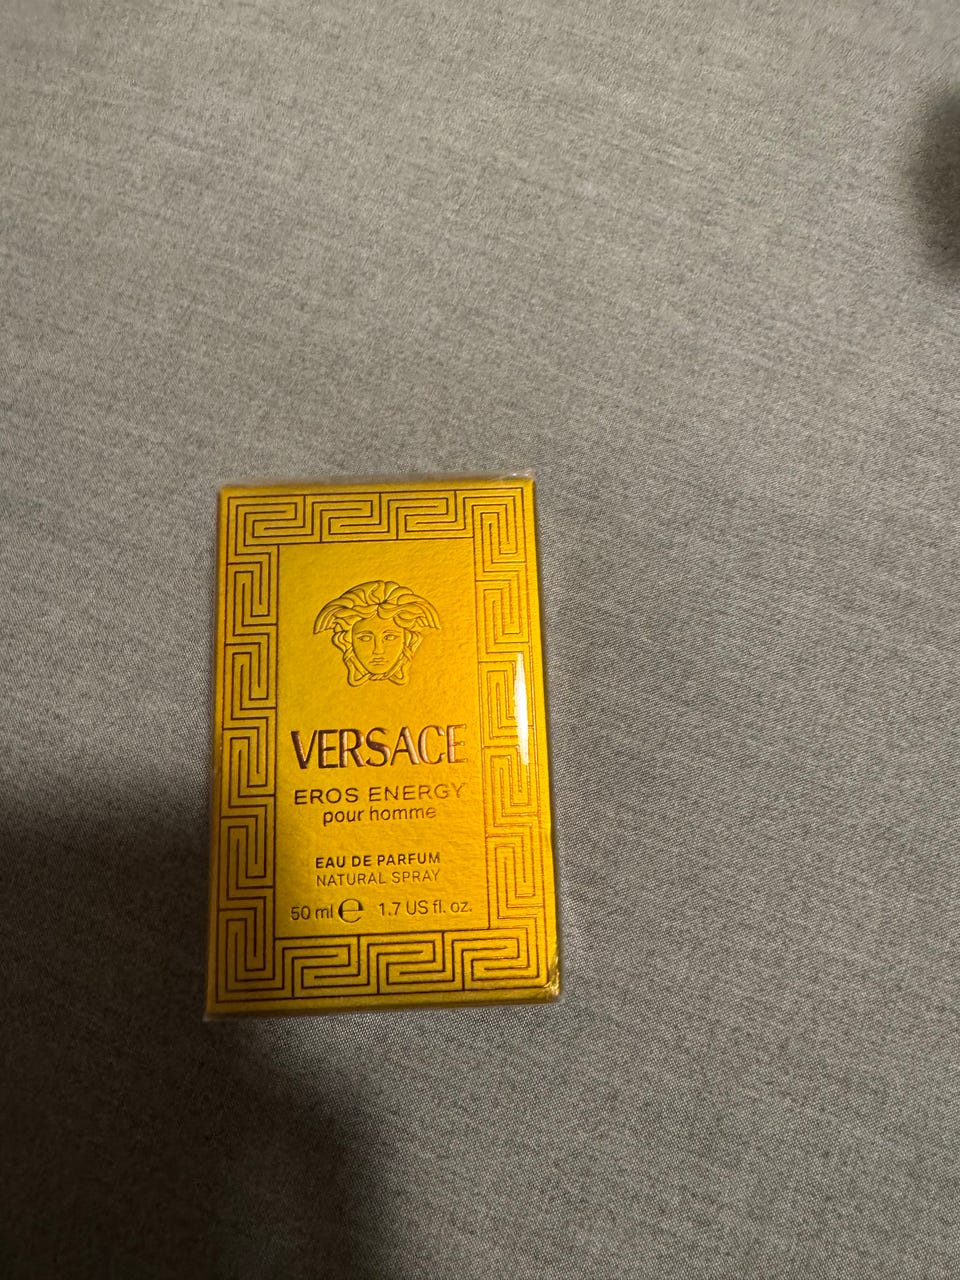 VERSACE
EROS ENERGY
pour homme
EAU DE PARFUM
NATURAL SPRAY
50 ml ℮ 1.7 US fl. oz.